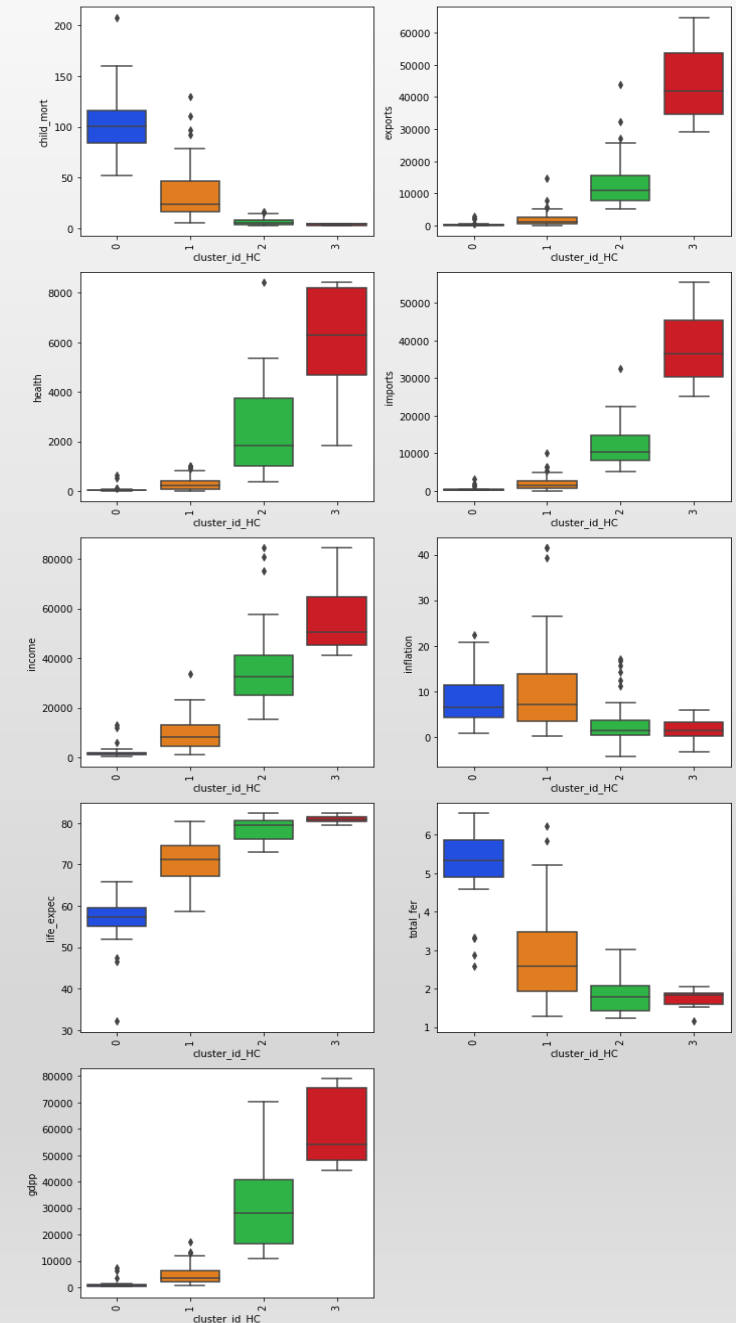 200
150
100
50
0
child_mort
0 1 2 3
cluster_id_HC
60000
50000
40000
30000
20000
10000
0
exports
0 1 2 3
cluster_id_HC
8000
6000
4000
2000
0
health
0 1 2 3
cluster_id_HC
50000
40000
30000
20000
10000
0
imports
0 1 2 3
cluster_id_HC
80000
60000
40000
20000
0
income
0 1 2 3
cluster_id_HC
40
30
20
10
0
inflation
0 1 2 3
cluster_id_HC
80
70
60
50
40
30
life_expec
0 1 2 3
cluster_id_HC
6
5
4
3
2
1
total_fer
0 1 2 3
cluster_id_HC
80000
70000
60000
50000
40000
30000
20000
10000
0
gdpp
0 1 2 3
cluster_id_HC